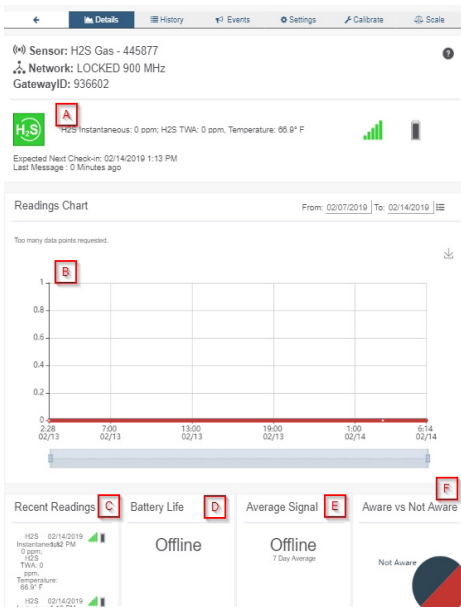 Details History Events Settings Calibrate Scale
Sensor: H2S Gas - 445877
Network: LOCKED 900 MHz
GatewayID: 936602
A
H2S
H2S Instantaneous: 0 ppm; H2S TWA: 0 ppm, Temperature: 66.9° F
Expected Next Check-in: 02/14/2019 1:13 PM
Last Message : 0 Minutes ago
Readings Chart From: 02/07/2019 To: 02/14/2019
Too many data points requested.
B
1
0.8
0.6
0.4
0.2
0
2:28 7:00 13:00 19:00 1:00 6:14
02/13 02/13 02/13 02/13 02/14 02/14
F
Recent Readings C Battery Life D Average Signal E Aware vs Not Aware
H2S 02/14/2019
Instantaneous:
0 ppm;
H2S
TWA: 0
ppm,
Temperature:
66.9° F
H2S 02/14/2019
Offline
Offline
7 Day Average
Not Aware